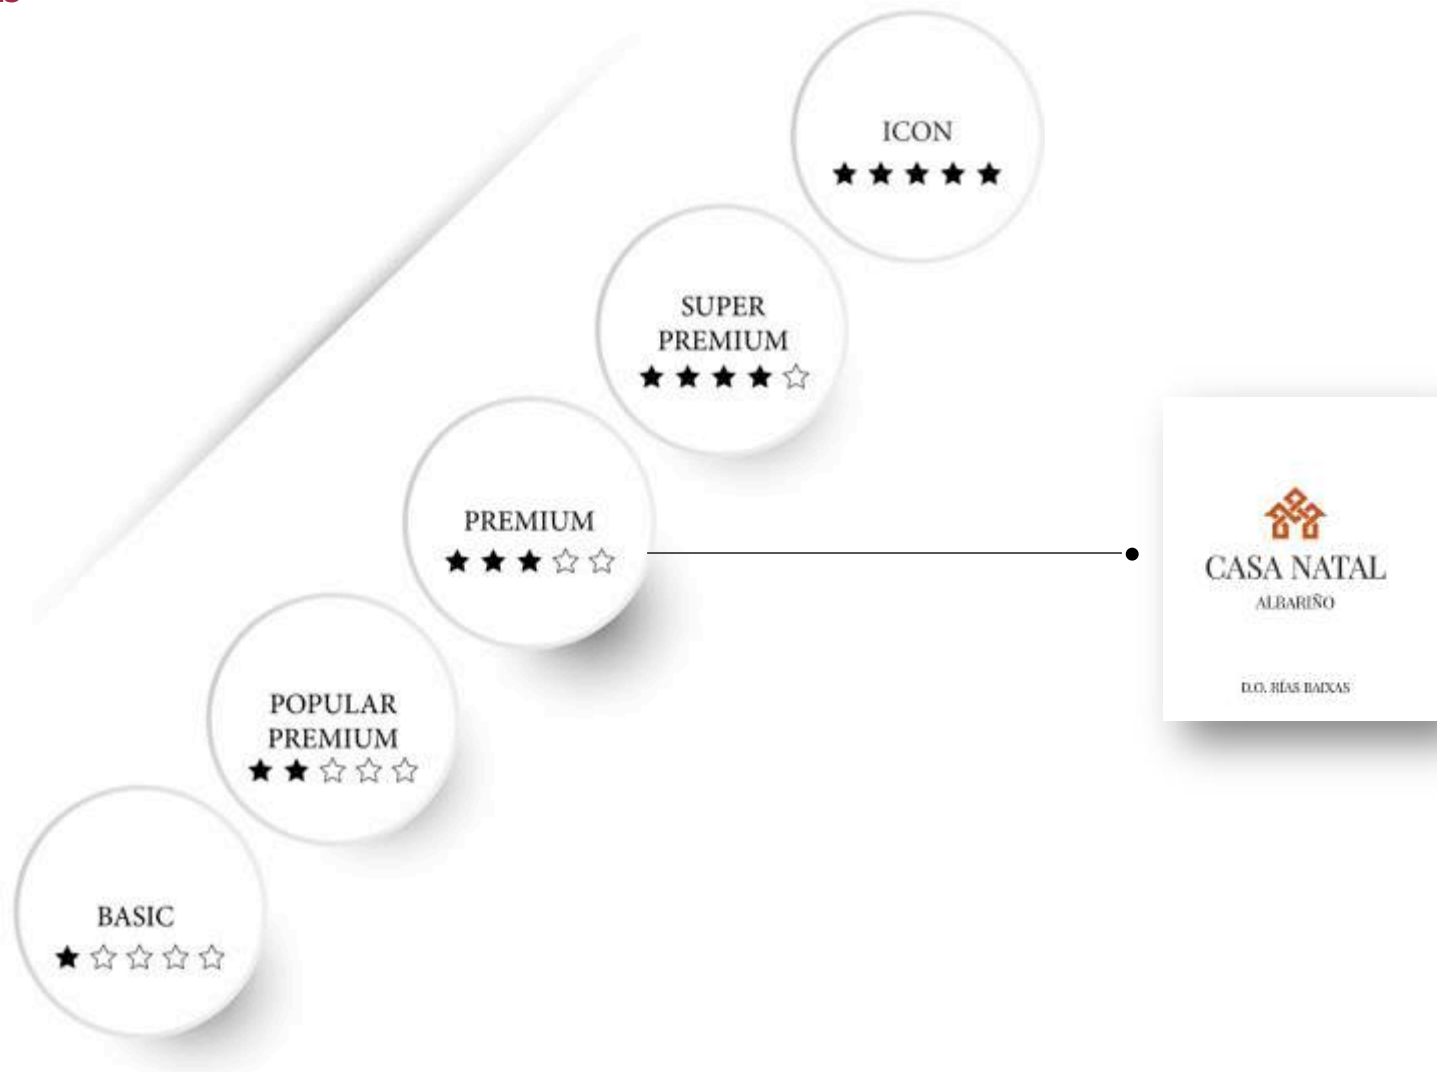 ICON
★ ★ ★ ★ ★
SUPER
PREMIUM
★ ★ ★ ★ ☆
PREMIUM
★ ★ ★ ☆ ☆
CASA NATAL
ALBARIÑO
D.O. RÍAS BAIXAS
POPULAR
PREMIUM
★ ★ ☆ ☆ ☆
BASIC
★ ☆ ☆ ☆ ☆